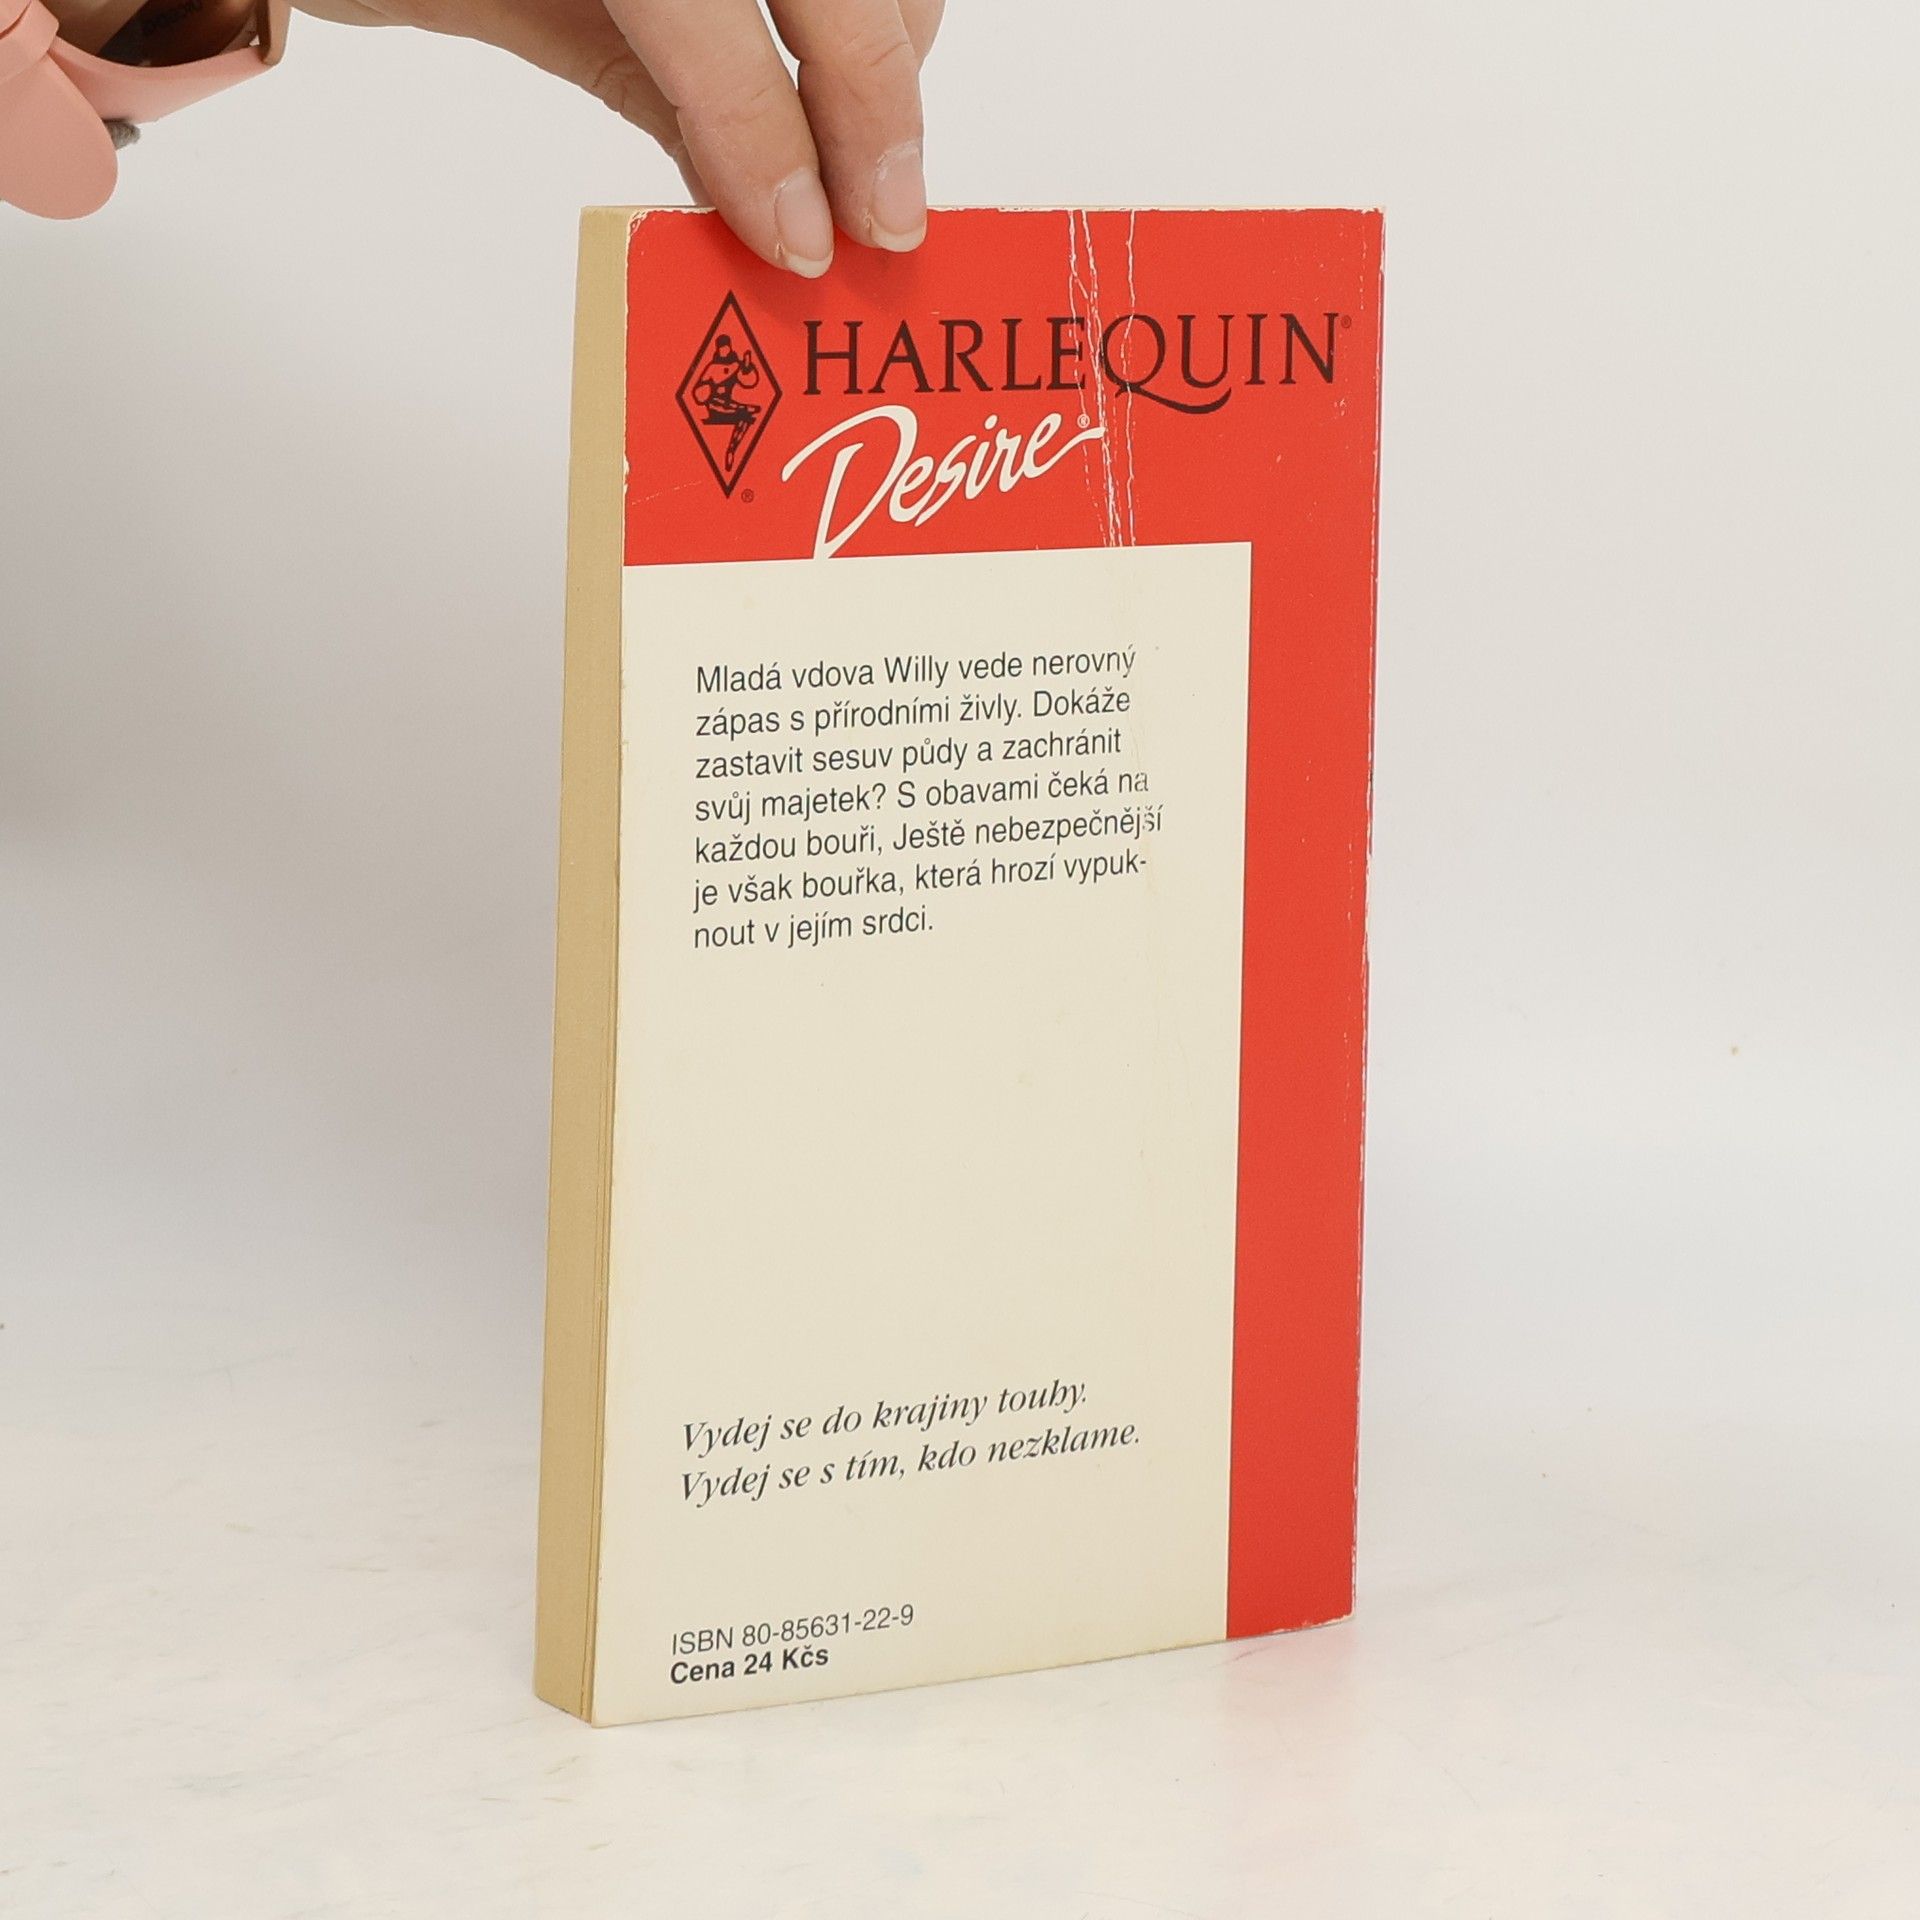 HARLEQUIN®
Desire®
®
Mladá vdova Willy vede nerovný
zápas s přírodními živly. Dokáže
zastavit sesuv půdy a zachránit
svůj majetek? S obavami čeká na
každou bouři, Ještě nebezpečnější
je však bouřka, která hrozí vypuk-
nout v jejím srdci.
Vydej se do krajiny touhy.
Vydej se s tím, kdo nezklame.
ISBN 80-85631-22-9
Cena 24 Kčs